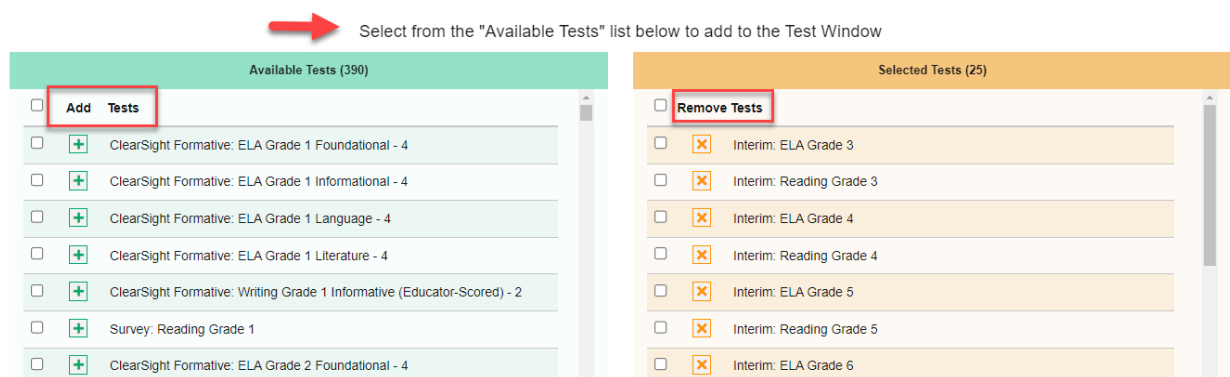 Select from the "Available Tests" list below to add to the Test Window
Available Tests (390)
Add Tests
ClearSight Formative: ELA Grade 1 Foundational - 4
ClearSight Formative: ELA Grade 1 Informational - 4
ClearSight Formative: ELA Grade 1 Language - 4
ClearSight Formative: ELA Grade 1 Literature - 4
ClearSight Formative: Writing Grade 1 Informative (Educator-Scored) - 2
Survey: Reading Grade 1
ClearSight Formative: ELA Grade 2 Foundational - 4
Selected Tests (25)
Remove Tests
Interim: ELA Grade 3
Interim: Reading Grade 3
Interim: ELA Grade 4
Interim: Reading Grade 4
Interim: ELA Grade 5
Interim: Reading Grade 5
Interim: ELA Grade 6